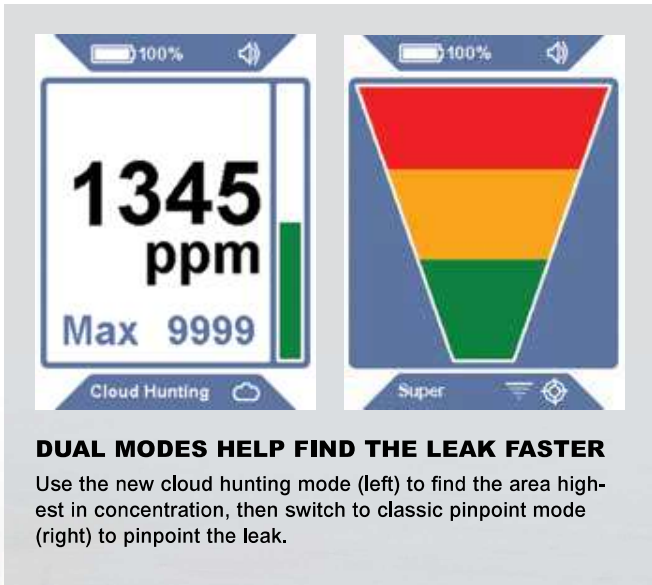 100%
1345
ppm
Max 9999
Cloud Hunting
100%
Super
DUAL MODES HELP FIND THE LEAK FASTER
Use the new cloud hunting mode (left) to find the area high-
est in concentration, then switch to classic pinpoint mode
(right) to pinpoint the leak.